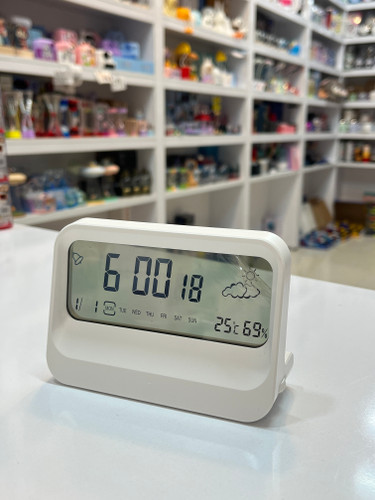 6 00 18
1/ 1 MON TUE WED THU FRI SAT SUN
25°C 69%